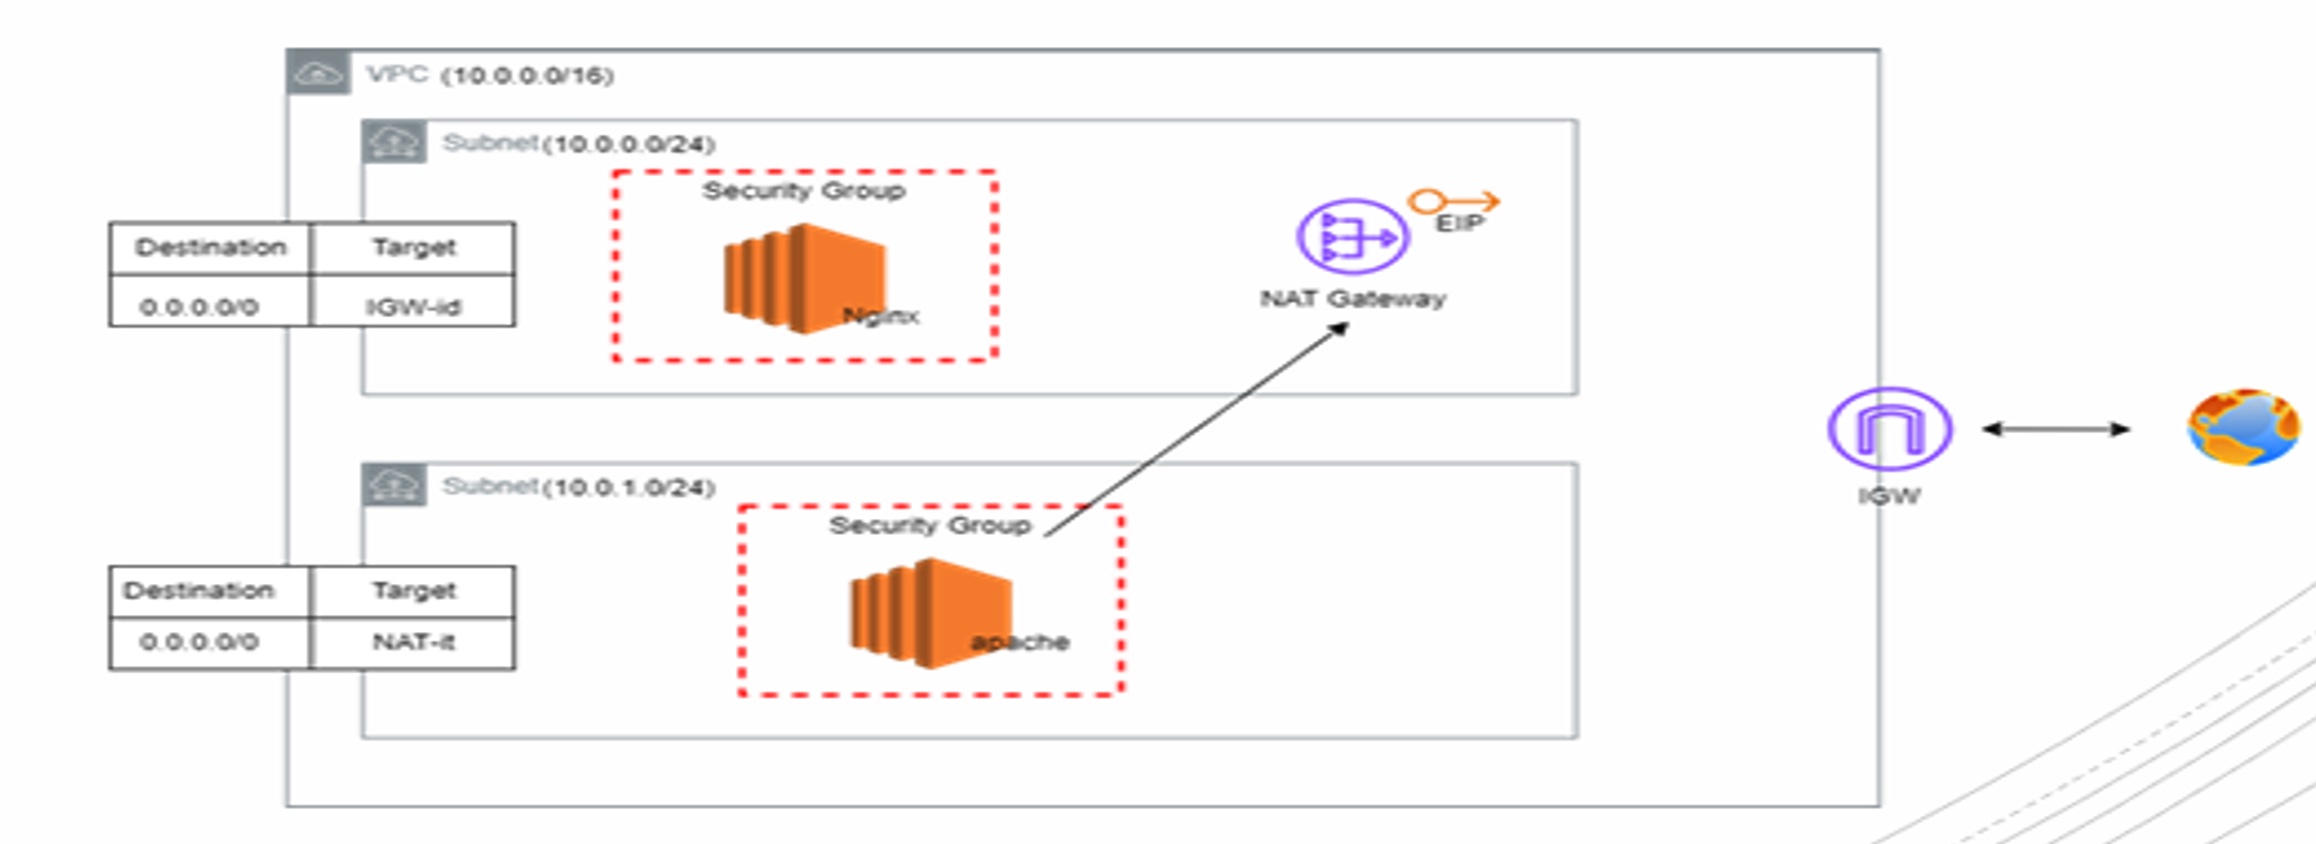 VPC (10.0.0.0/16)
Subnet (10.0.0.0/24)
Security Group
Nginx
EIP
NAT Gateway
Destination Target
0.0.0.0/0 IGW-id
IGW
Subnet (10.0.1.0/24)
Security Group
apache
Destination Target
0.0.0.0/0 NAT-it